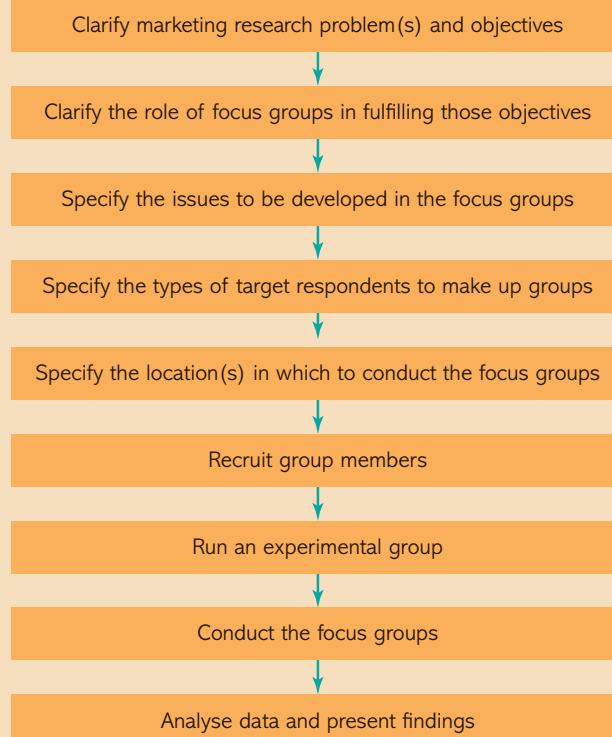 Clarify marketing research problem(s) and objectives
Clarify the role of focus groups in fulfilling those objectives
Specify the issues to be developed in the focus groups
Specify the types of target respondents to make up groups
Specify the location(s) in which to conduct the focus groups
Recruit group members
Run an experimental group
Conduct the focus groups
Analyse data and present findings